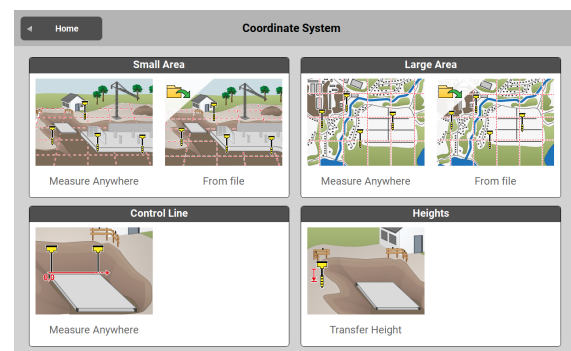 Home
Coordinate System
Small Area
Large Area
Measure Anywhere
From file
Measure Anywhere
From file
Control Line
Heights
Measure Anywhere
Transfer Height